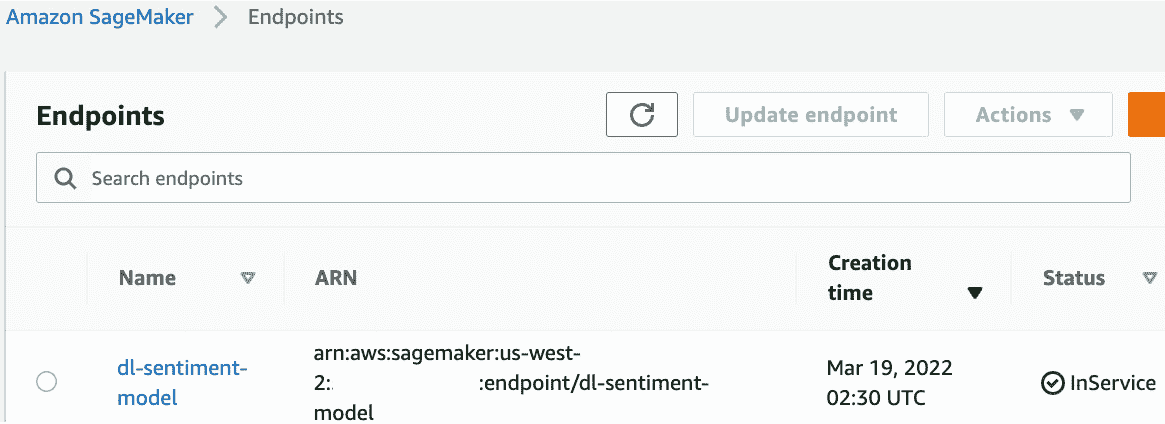 Amazon SageMaker > Endpoints
Endpoints
Update endpoint
Actions
Search endpoints
Name
ARN
Creation
time
Status
dl-sentiment-
model
arn:aws:sagemaker:us-west-
2: :endpoint/dl-sentiment-
model
Mar 19, 2022
02:30 UTC
InService